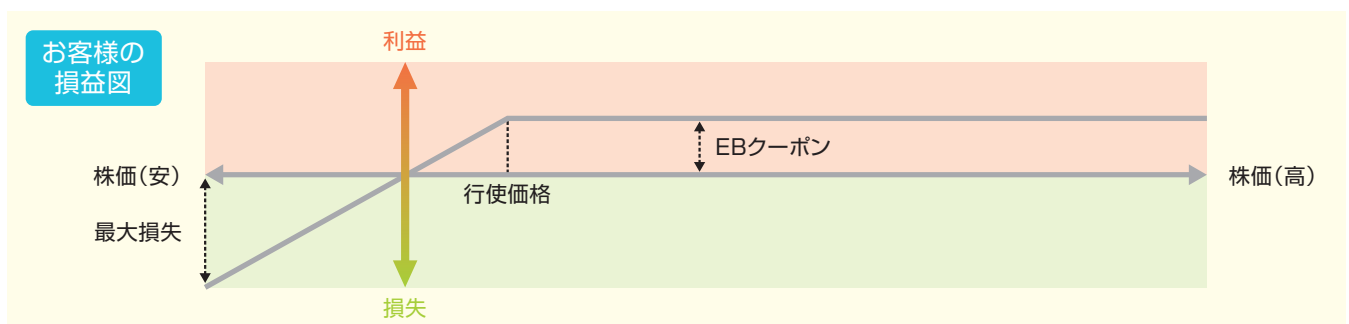 お客様の
損益図
利益
EBクーポン
株価（安）
株価（高）
行使価格
最大損失
損失